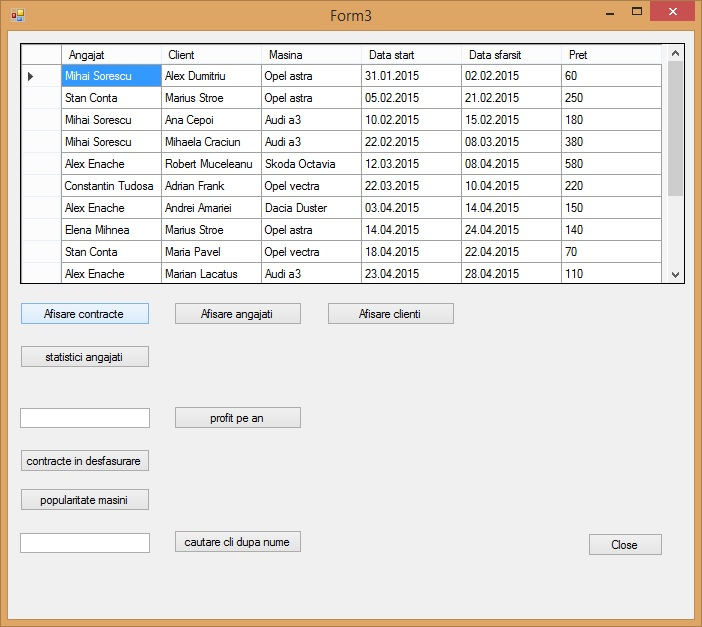 Form3
Angajat Client Masina Data start Data sfarsit Pret
Mihai Sorescu Alex Dumitriu Opel astra 31.01.2015 02.02.2015 60
Stan Conta Marius Stroe Opel astra 05.02.2015 21.02.2015 250
Mihai Sorescu Ana Cepoi Audi a3 10.02.2015 15.02.2015 180
Mihai Sorescu Mihaela Craciun Audi a3 22.02.2015 08.03.2015 380
Alex Enache Robert Muceleanu Skoda Octavia 12.03.2015 08.04.2015 580
Constantin Tudosa Adrian Frank Opel vectra 22.03.2015 10.04.2015 220
Alex Enache Andrei Amariei Dacia Duster 03.04.2015 14.04.2015 150
Elena Mihnea Marius Stroe Opel astra 14.04.2015 24.04.2015 140
Stan Conta Maria Pavel Opel vectra 18.04.2015 22.04.2015 70
Alex Enache Marian Lacatus Audi a3 23.04.2015 28.04.2015 110
Afisare contracte Afisare angajati Afisare clienti
statistici angajati
profit pe an
contracte in desfasurare
popularitate masini
cautare cli dupa nume
Close